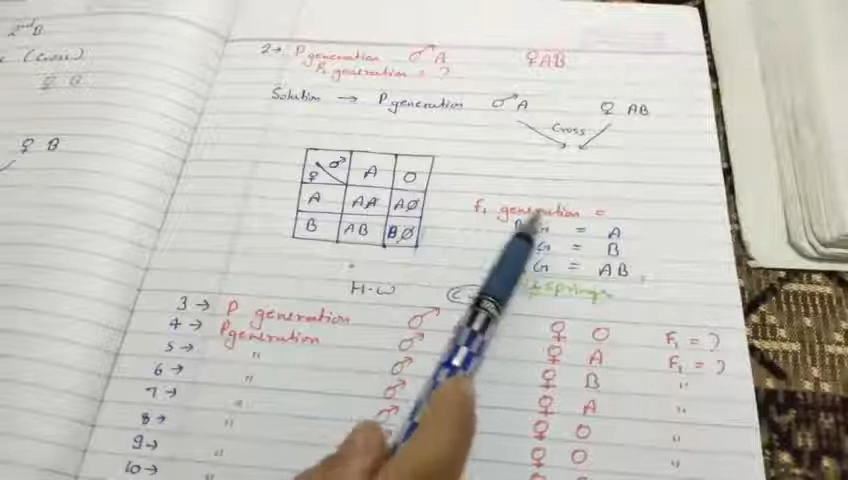 2nd B
(Cross)
♀ O
♀ B
2→ P generation ♂ A ♀ AB
F₁ generation = ?
Solution → P generation ♂ A ♀ AB
Cross
♀ ♂ A O
A AA AO
B AB BO
F₁ generation =
= A
G = B
G = AB
H-W
3→ P generation ♂ ♀ O F₁ = ?
4→ P generation ♂ ♀ A F₁ = ?
5→ " ♂ ♀ B "
6→ " ♂ ♀ A "
7→ " ♂ ♀ O "
8→ " ♀ O "
9→ "
10→